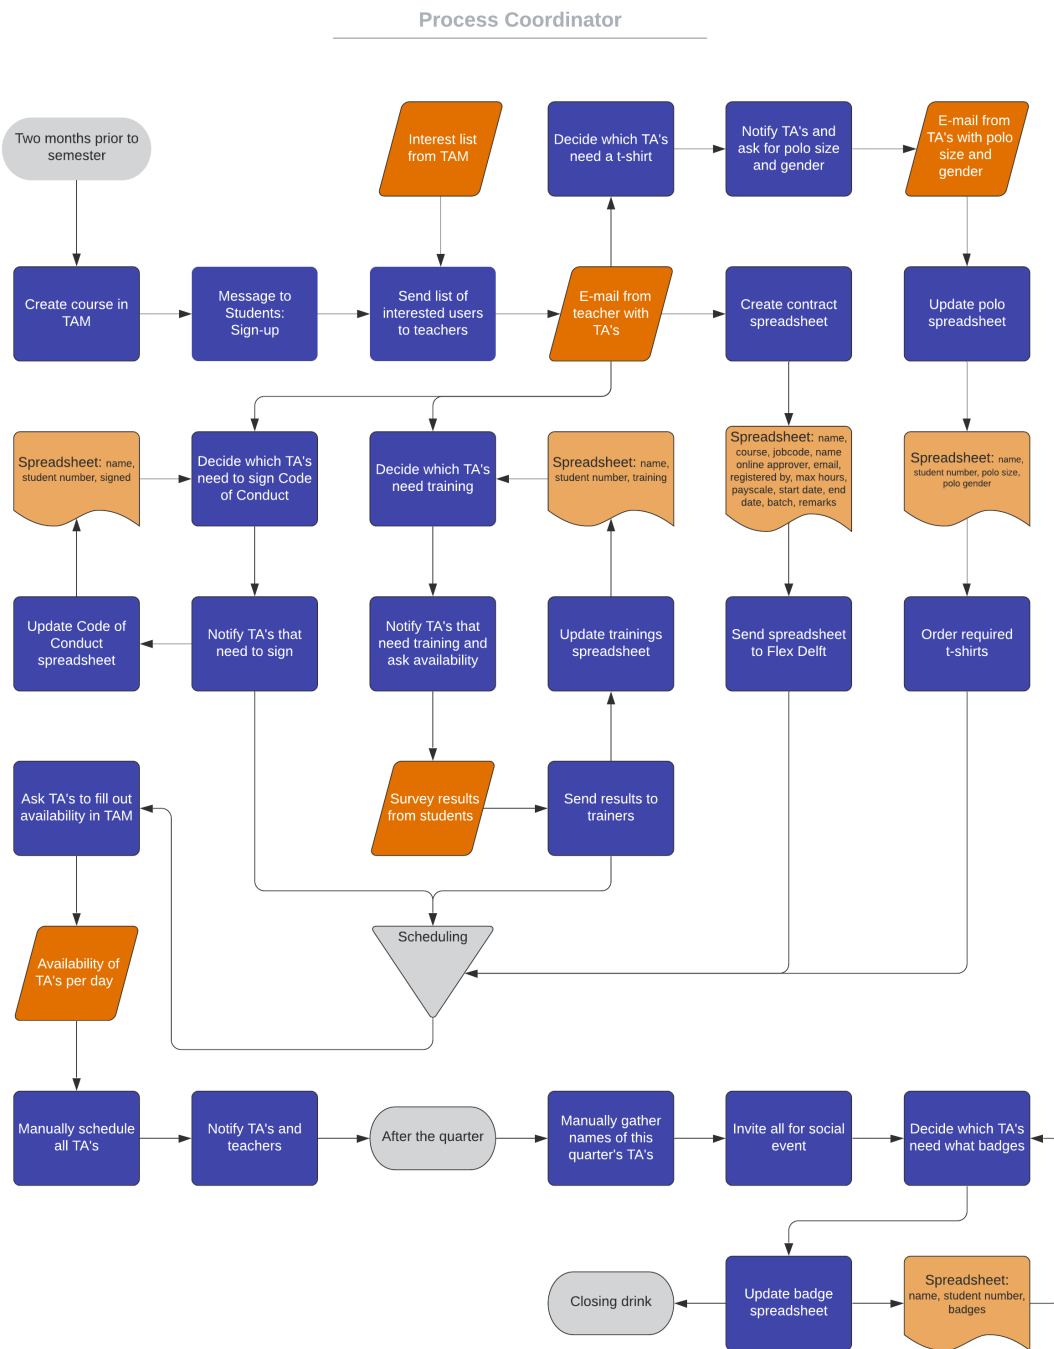 Process Coordinator
Two months prior to
semester
Interest list
from TAM
Decide which TA's
need a t-shirt
Notify TA's and
ask for polo size
and gender
E-mail from
TA's with polo
size and
gender
Create course in
TAM
Message to
Students:
Sign-up
Send list of
interested users
to teachers
E-mail from
teacher with
TA's
Create contract
spreadsheet
Update polo
spreadsheet
Spreadsheet: name,
student number, signed
Decide which TA's
need to sign Code
of Conduct
Decide which TA's
need training
Spreadsheet: name,
student number, training
Spreadsheet: name,
course, jobcode, name
online approver, email,
registered by, max hours,
payscale, start date, end
date, batch, remarks
Spreadsheet: name,
student number, polo size,
polo gender
Update Code of
Conduct
spreadsheet
Notify TA's that
need to sign
Notify TA's that
need training and
ask availability
Update trainings
spreadsheet
Send spreadsheet
to Flex Delft
Order required
t-shirts
Ask TA's to fill out
availability in TAM
Survey results
from students
Send results to
trainers
Scheduling
Availability of
TA's per day
Manually schedule
all TA's
Notify TA's and
teachers
After the quarter
Manually gather
names of this
quarter's TA's
Invite all for social
event
Decide which TA's
need what badges
Closing drink
Update badge
spreadsheet
Spreadsheet:
name, student number,
badges